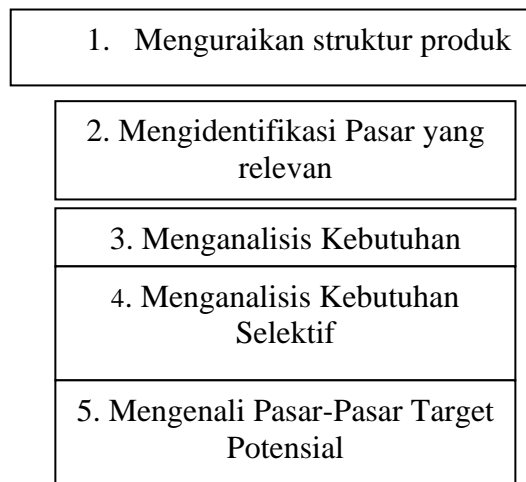 1. Menguraikan struktur produk
2. Mengidentifikasi Pasar yang
relevan
3. Menganalisis Kebutuhan
4. Menganalisis Kebutuhan
Selektif
5. Mengenali Pasar-Pasar Target
Potensial